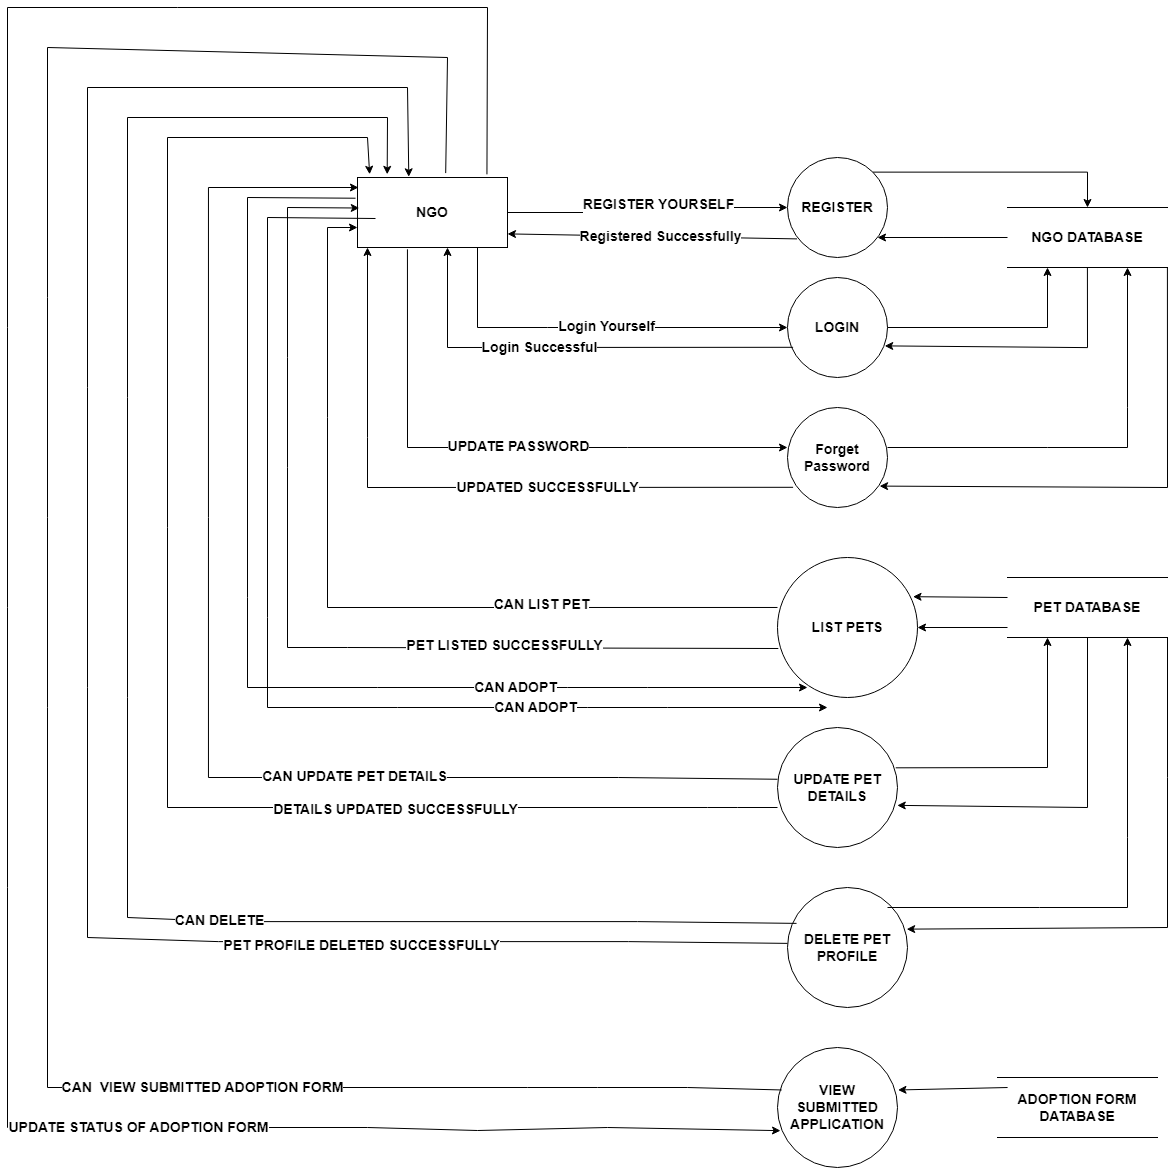 NGO
REGISTER YOURSELF
REGISTER
Registered Successfully
NGO DATABASE
Login Yourself
LOGIN
Login Successful
UPDATE PASSWORD
Forget
Password
UPDATED SUCCESSFULLY
CAN LIST PET
PET DATABASE
LIST PETS
PET LISTED SUCCESSFULLY
CAN ADOPT
CAN ADOPT
CAN UPDATE PET DETAILS
UPDATE PET
DETAILS
DETAILS UPDATED SUCCESSFULLY
CAN DELETE
PET PROFILE DELETED SUCCESSFULLY
DELETE PET
PROFILE
CAN  VIEW SUBMITTED ADOPTION FORM
VIEW
SUBMITTED
APPLICATION
ADOPTION FORM
DATABASE
UPDATE STATUS OF ADOPTION FORM